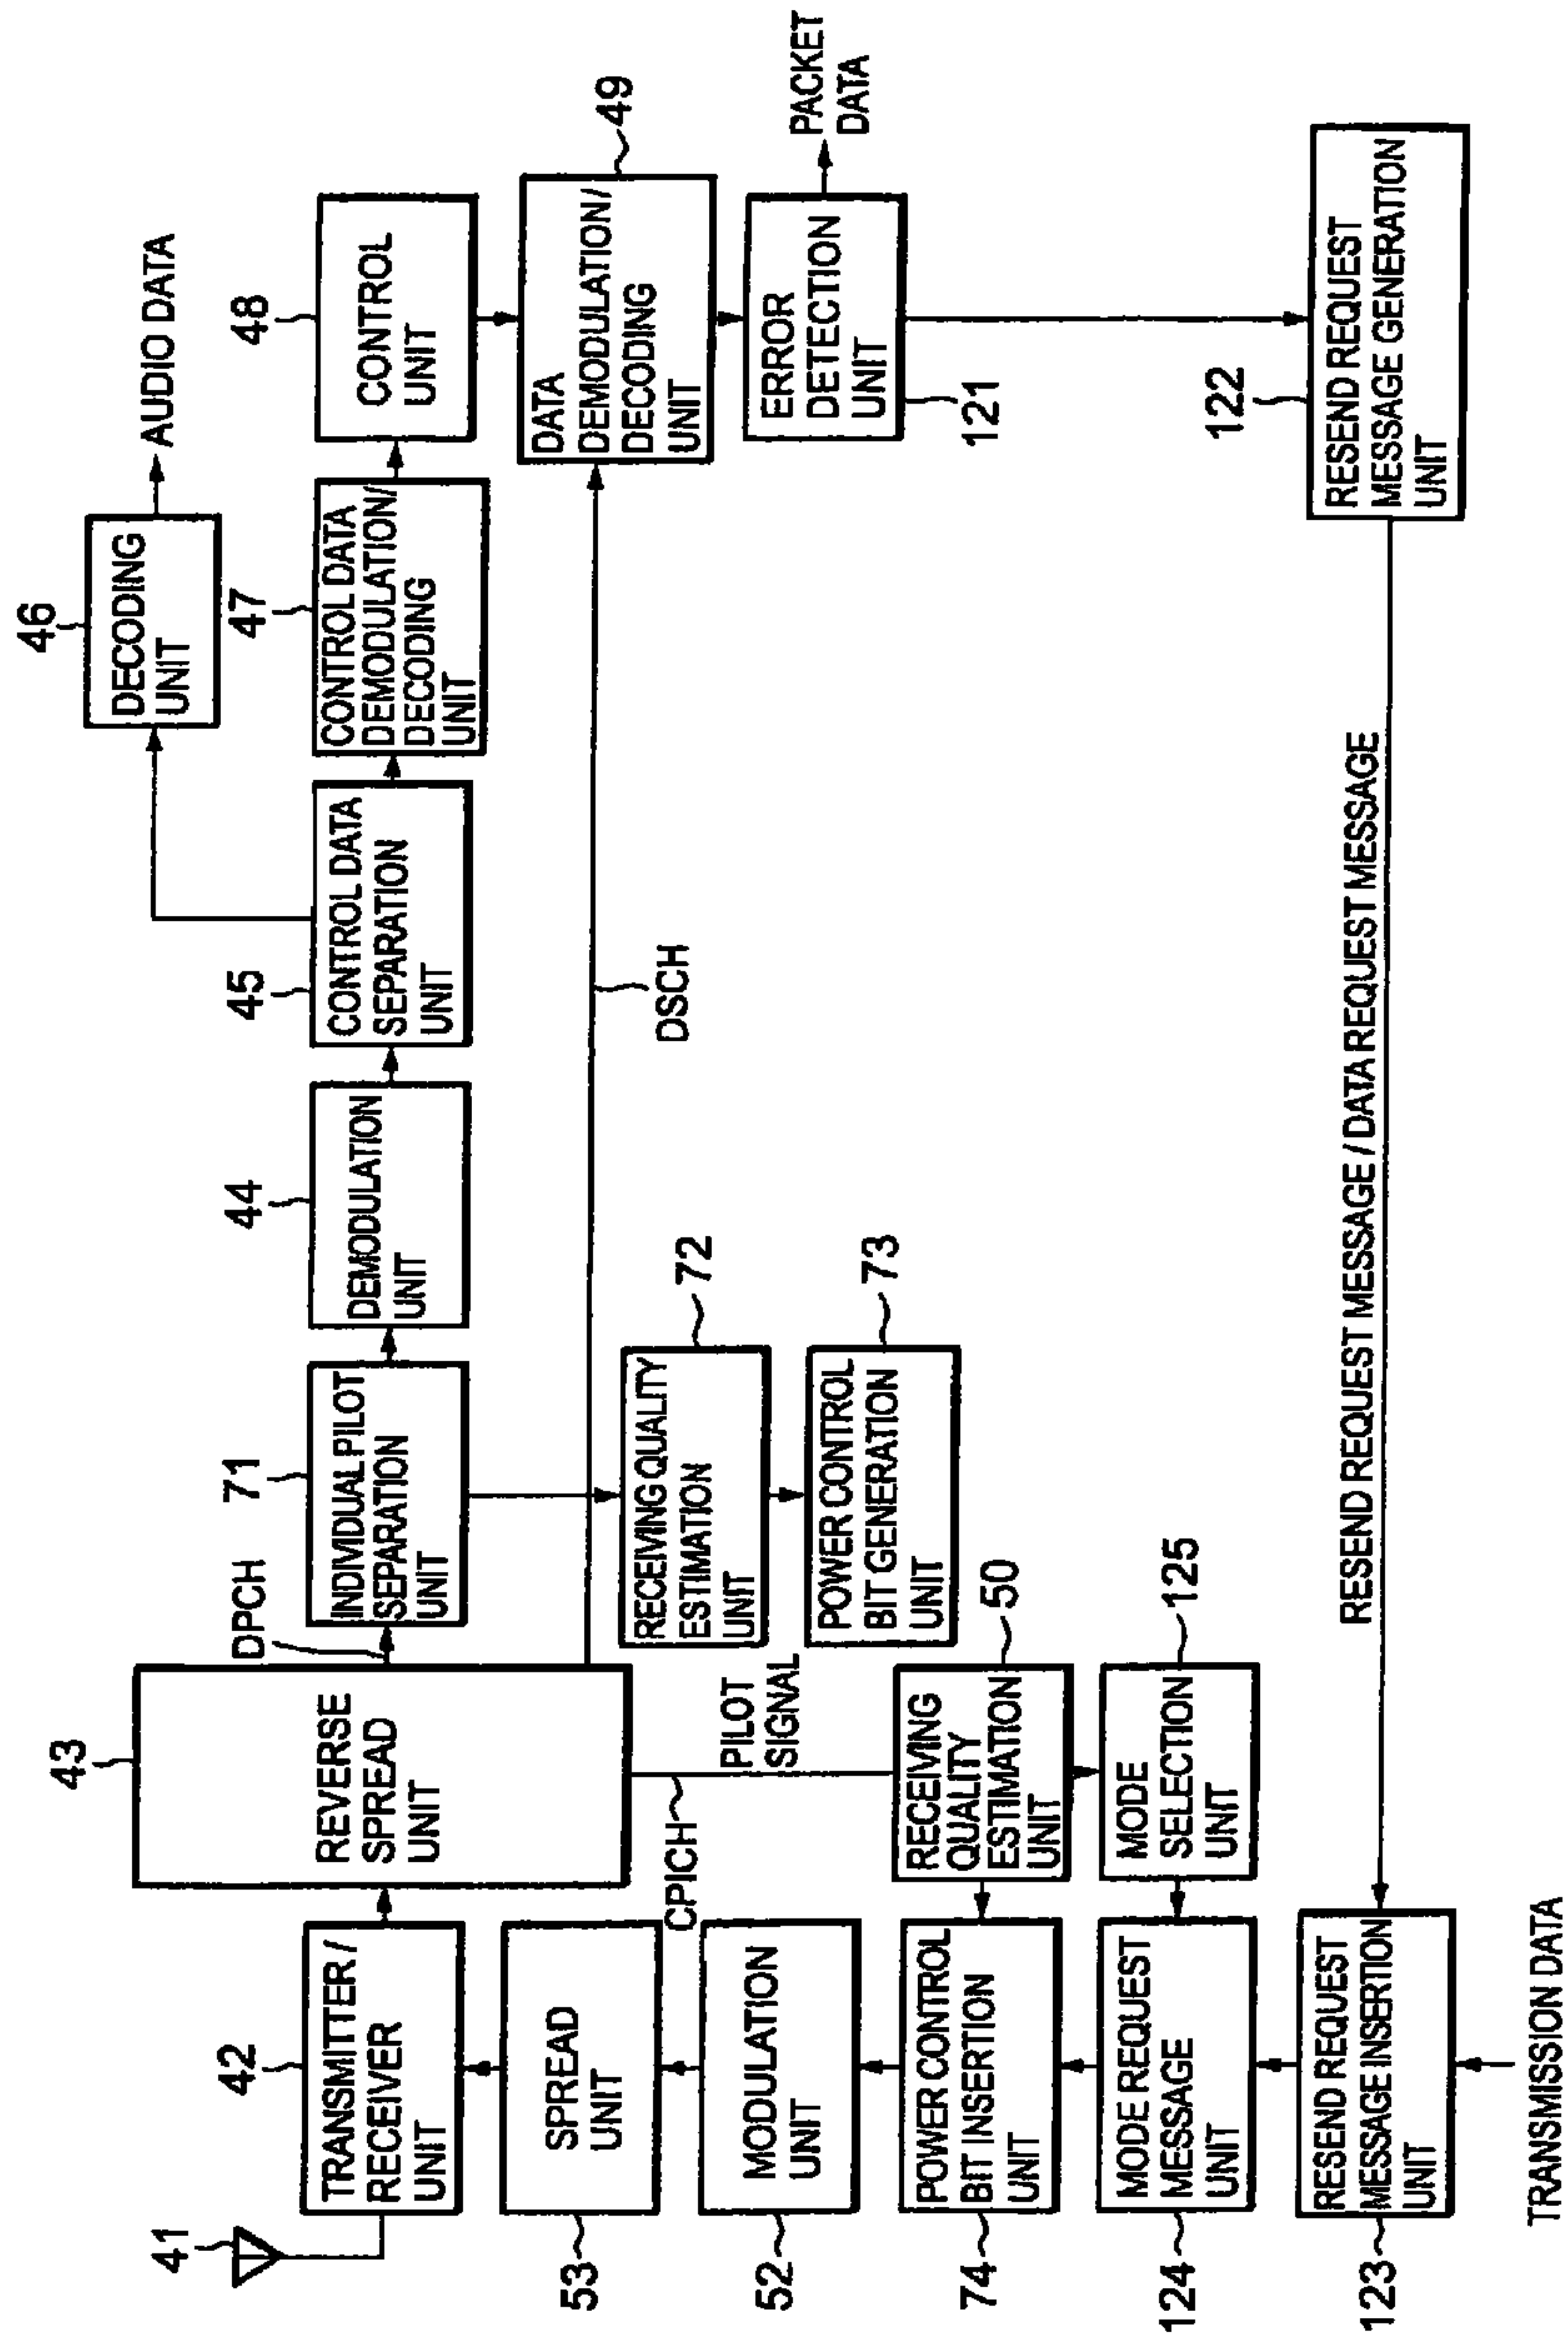 41
42
TRANSMITTER /
RECEIVER
UNIT
43
REVERSE
SPREAD
UNIT
DPCH
71
INDIVIDUAL PILOT
SEPARATION
UNIT
44
DEMODULATION
UNIT
45
CONTROL DATA
SEPARATION
UNIT
46
DECODING
UNIT
AUDIO DATA
47
CONTROL DATA
DEMODULATION/
DECODING
UNIT
48
CONTROL
UNIT
49
DATA
DEMODULATION/
DECODING
UNIT
DSCH
53
SPREAD
UNIT
CPICH
PILOT
SIGNAL
72
RECEIVING QUALITY
ESTIMATION
UNIT
73
POWER CONTROL
BIT GENERATION
UNIT
52
MODULATION
UNIT
ERROR
DETECTION
UNIT
121
PACKET
DATA
74
POWER CONTROL
BIT INSERTION
UNIT
50
RECEIVING
QUALITY
ESTIMATION
UNIT
124
MODE REQUEST
MESSAGE
UNIT
125
MODE
SELECTION
UNIT
123
RESEND REQUEST
MESSAGE INSERTION
UNIT
RESEND REQUEST MESSAGE / DATA REQUEST MESSAGE
122
RESEND REQUEST
MESSAGE GENERATION
UNIT
TRANSMISSION DATA